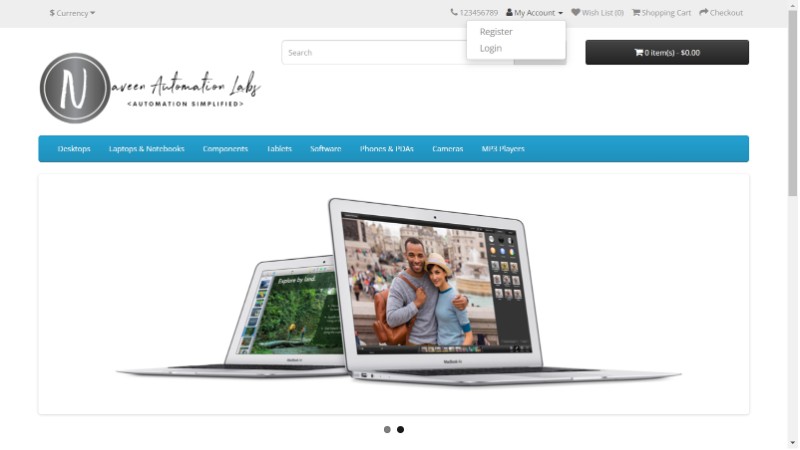 $ Currency
123456789 My Account Wish List (0) Shopping Cart Checkout
Register
Login
Search
0 item(s) - $0.00
N
aveen Automation Labs
<AUTOMATION SIMPLIFIED>
Desktops Laptops & Notebooks Components Tablets Software Phones & PDAs Cameras MP3 Players
Explore by land.
MacBook Air
MacBook Air